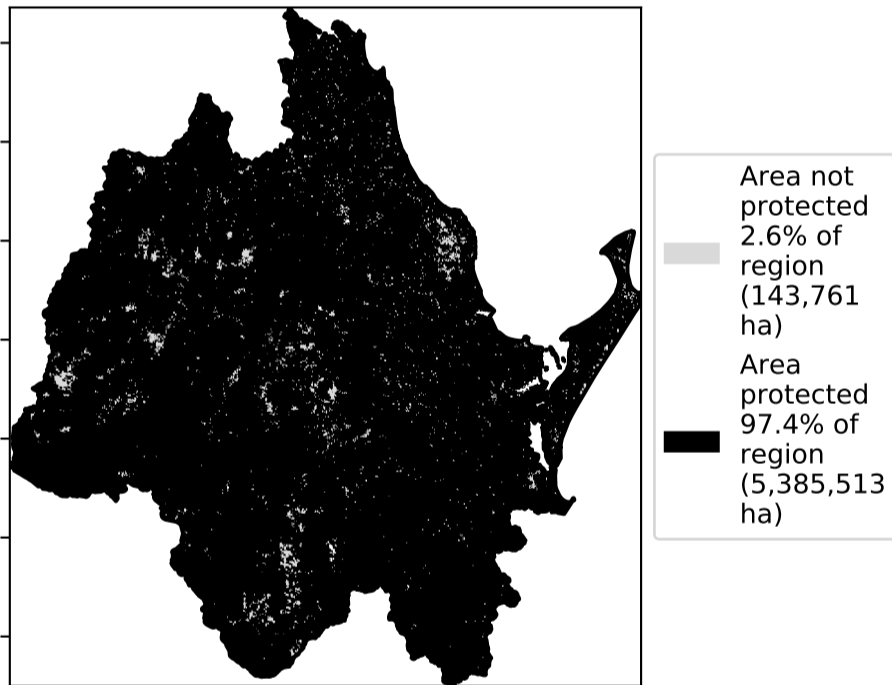 Area not
protected
2.6% of
region
(143,761
ha)
Area
protected
97.4% of
region
(5,385,513
ha)